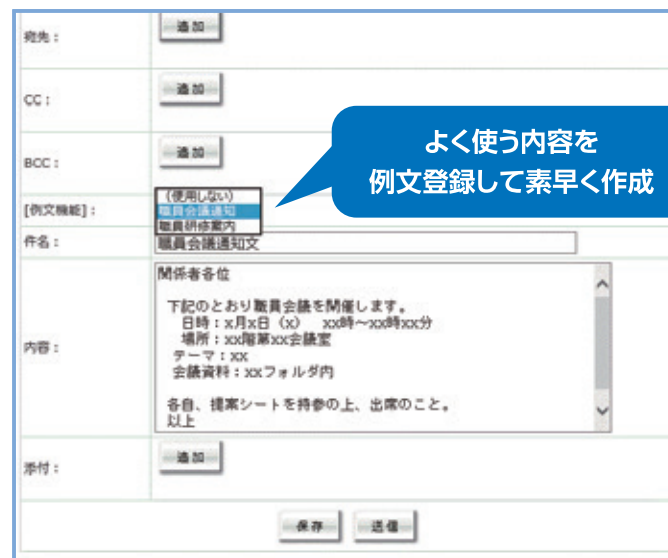 宛先：
追加
CC：
追加
BCC：
追加
よく使う内容を
例文登録して素早く作成
[例文機能]：
(使用しない)
職員会議通知
職員研修案内
件名：
職員会議通知文
内容：
関係者各位
下記のとおり職員会議を開催します。
日時：x月x日（x） xx時～xx時xx分
場所：xx階第xx会議室
テーマ：xx
会議資料：xxフォルダ内
各自、提案シートを持参の上、出席のこと。
以上
添付：
追加
保存 送信